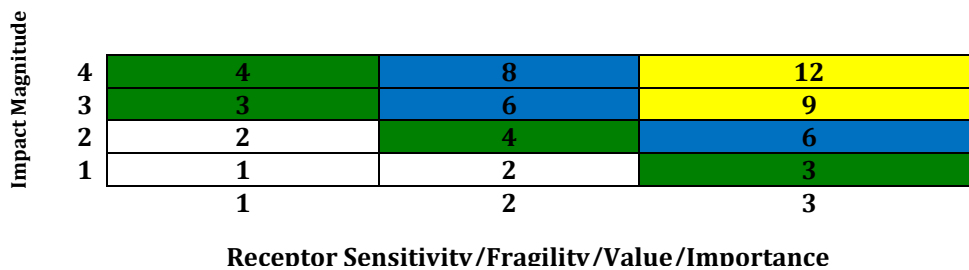 Impact Magnitude
4 4 8 12
3 3 6 9
2 2 4 6
1 1 2 3
1 2 3
Receptor Sensitivity/Fragility/Value/Importance